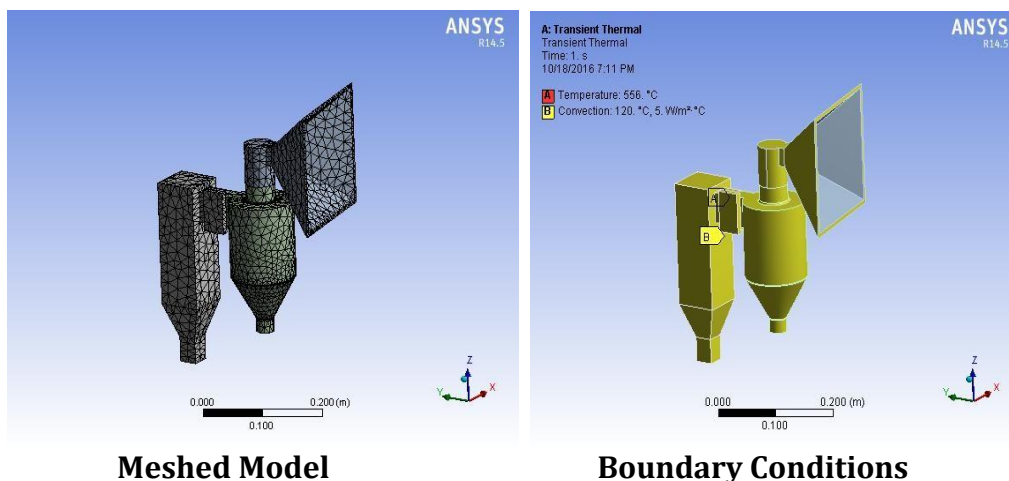 ANSYS
R14.5
Z
Y
X
0.000
0.200 (m)
0.100
Meshed Model
A: Transient Thermal
Transient Thermal
Time: 1. s
10/18/2016 7:11 PM
A Temperature: 556. °C
B Convection: 120. °C, 5. W/m²·°C
ANSYS
R14.5
A
B
Z
Y
X
0.000
0.200 (m)
0.100
Boundary Conditions